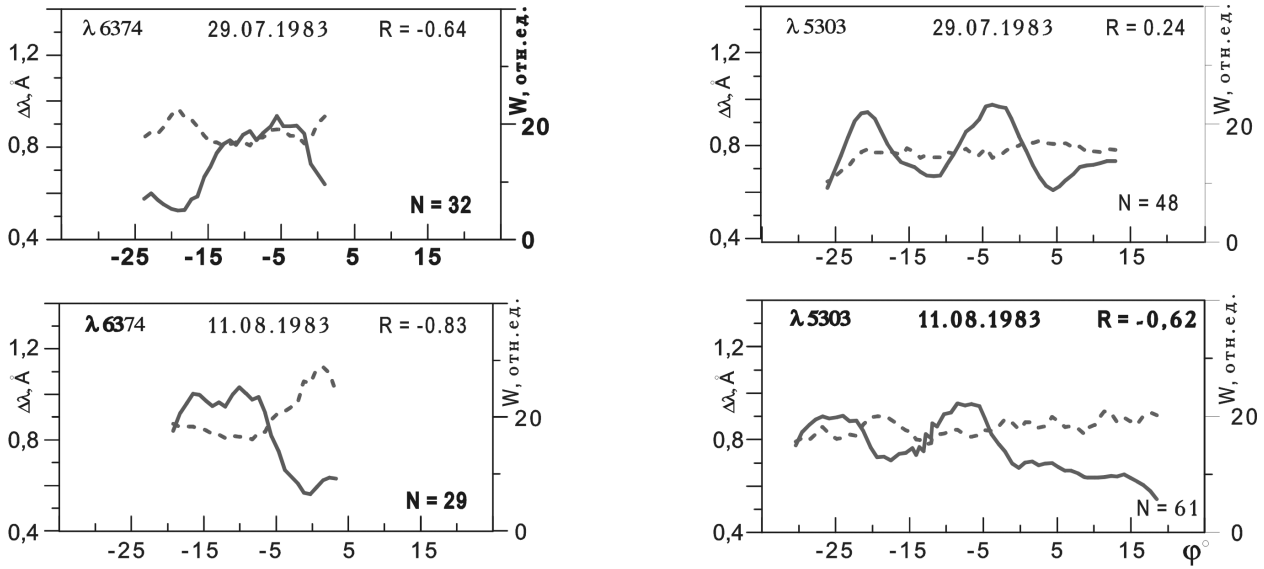 λ 6374 29.07.1983 R = -0.64
1,2
0,8
0,4
Δλ, Å
W, отн.ед.
20
0
N = 32
-25 -15 -5 5 15
λ 5303 29.07.1983 R = 0.24
1,2
0,8
0,4
Δλ, Å
W, отн.ед.
20
0
N = 48
-25 -15 -5 5 15
λ 6374 11.08.1983 R = -0.83
1,2
0,8
0,4
Δλ, Å
W, отн.ед.
20
0
N = 29
-25 -15 -5 5
λ 5303 11.08.1983 R = -0,62
1,2
0,8
0,4
Δλ, Å
W, отн.ед.
20
0
N = 61
-25 -15 -5 5 15 φ°